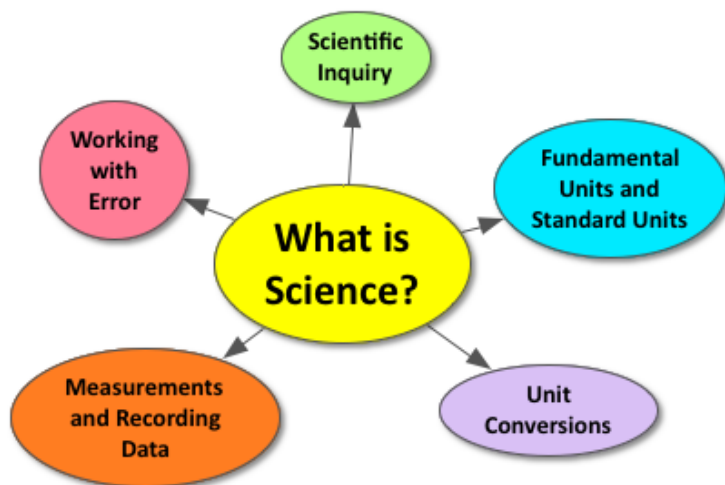 Scientific
Inquiry
Working
with
Error
Fundamental
Units and
Standard Units
What is
Science?
Measurements
and Recording
Data
Unit
Conversions